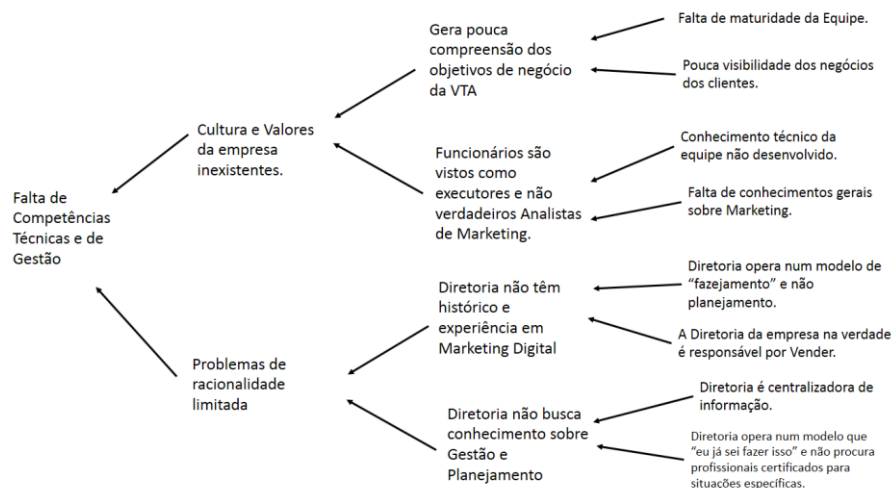 Falta de
Competências
Técnicas e de
Gestão
Cultura e Valores
da empresa
inexistentes.
Problemas de
racionalidade
limitada
Gera pouca
compreensão dos
objetivos de negócio
da VTA
Funcionários são
vistos como
executores e não
verdadeiros Analistas
de Marketing.
Diretoria não têm
histórico e
experiência em
Marketing Digital
Diretoria não busca
conhecimento sobre
Gestão e
Planejamento
Falta de maturidade da Equipe.
Pouca visibilidade dos negócios
dos clientes.
Conhecimento técnico da
equipe não desenvolvido.
Falta de conhecimentos gerais
sobre Marketing.
Diretoria opera num modelo de
“fazejamento” e não
planejamento.
A Diretoria da empresa na verdade
é responsável por Vender.
Diretoria é centralizadora de
informação.
Diretoria opera num modelo que
“eu já sei fazer isso” e não procura
profissionais certificados para
situações específicas.